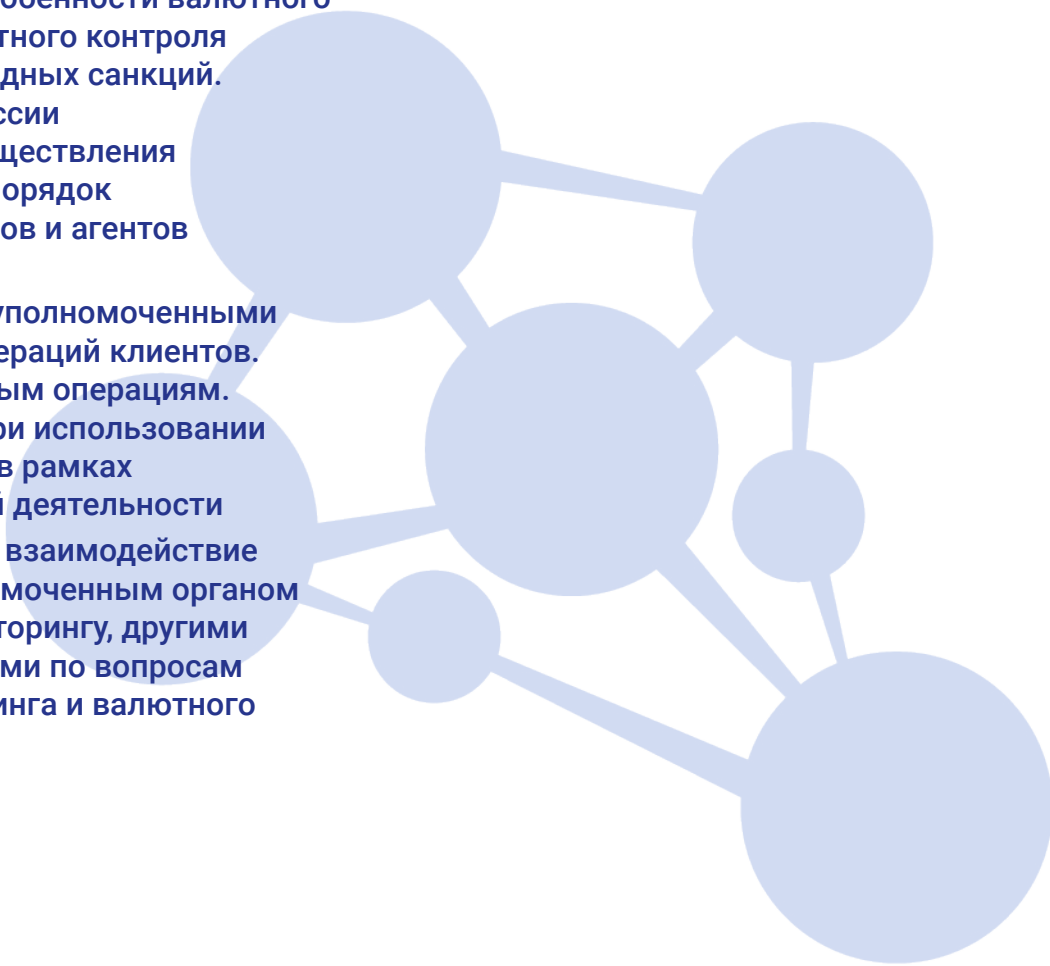 обенности валютного
тного контроля
дных санкций.
ссии
ществления
орядок
ов и агентов
уполномоченными
ераций клиентов.
ым операциям.
ри использовании
в рамках
й деятельности
взаимодействие
моченным органом
торингу, другими
ми по вопросам
инга и валютного